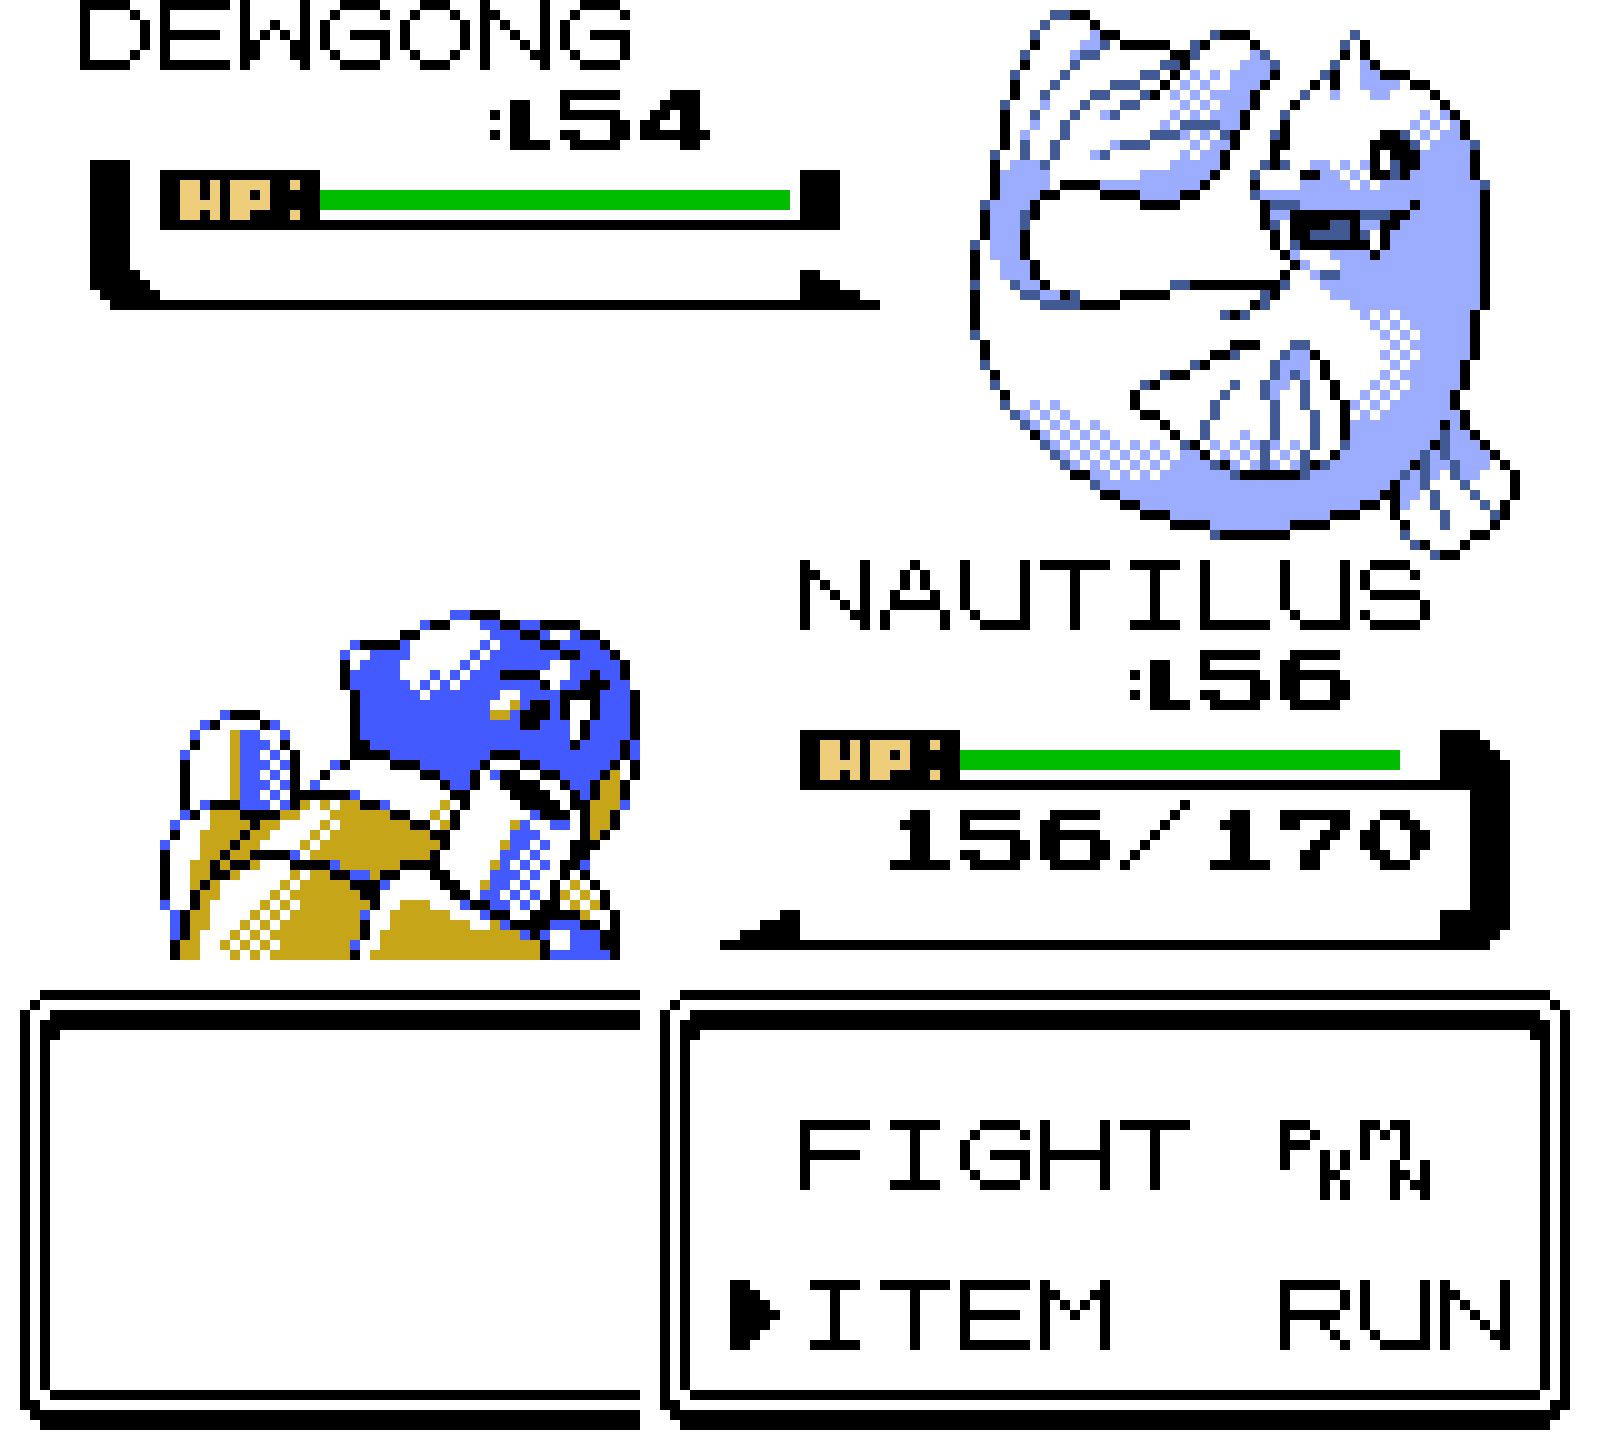 DEWGONG
:L54
HP:
NAUTILUS
:L56
HP:
156/170
FIGHT PKMN
▶ITEM RUN